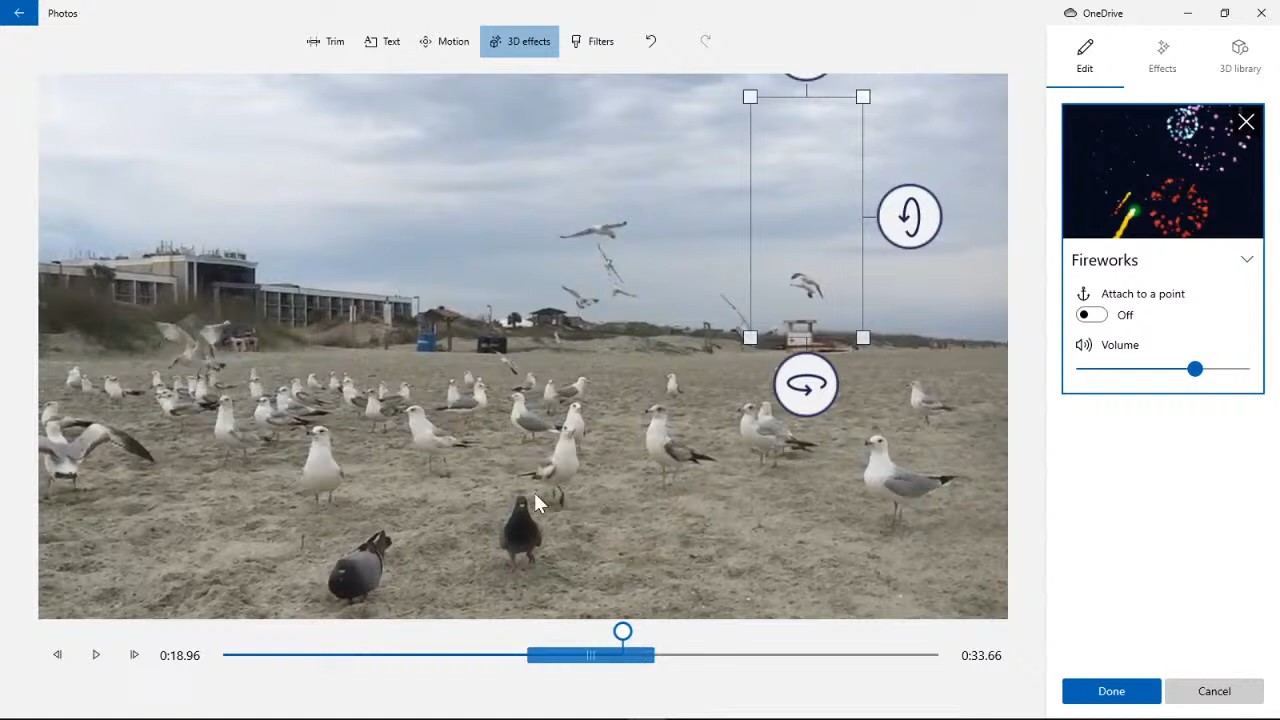 Photos
OneDrive
Trim
Text
Motion
3D effects
Filters
Edit
Effects
3D library
Fireworks
Attach to a point
Off
Volume
0:18.96
0:33.66
Done
Cancel